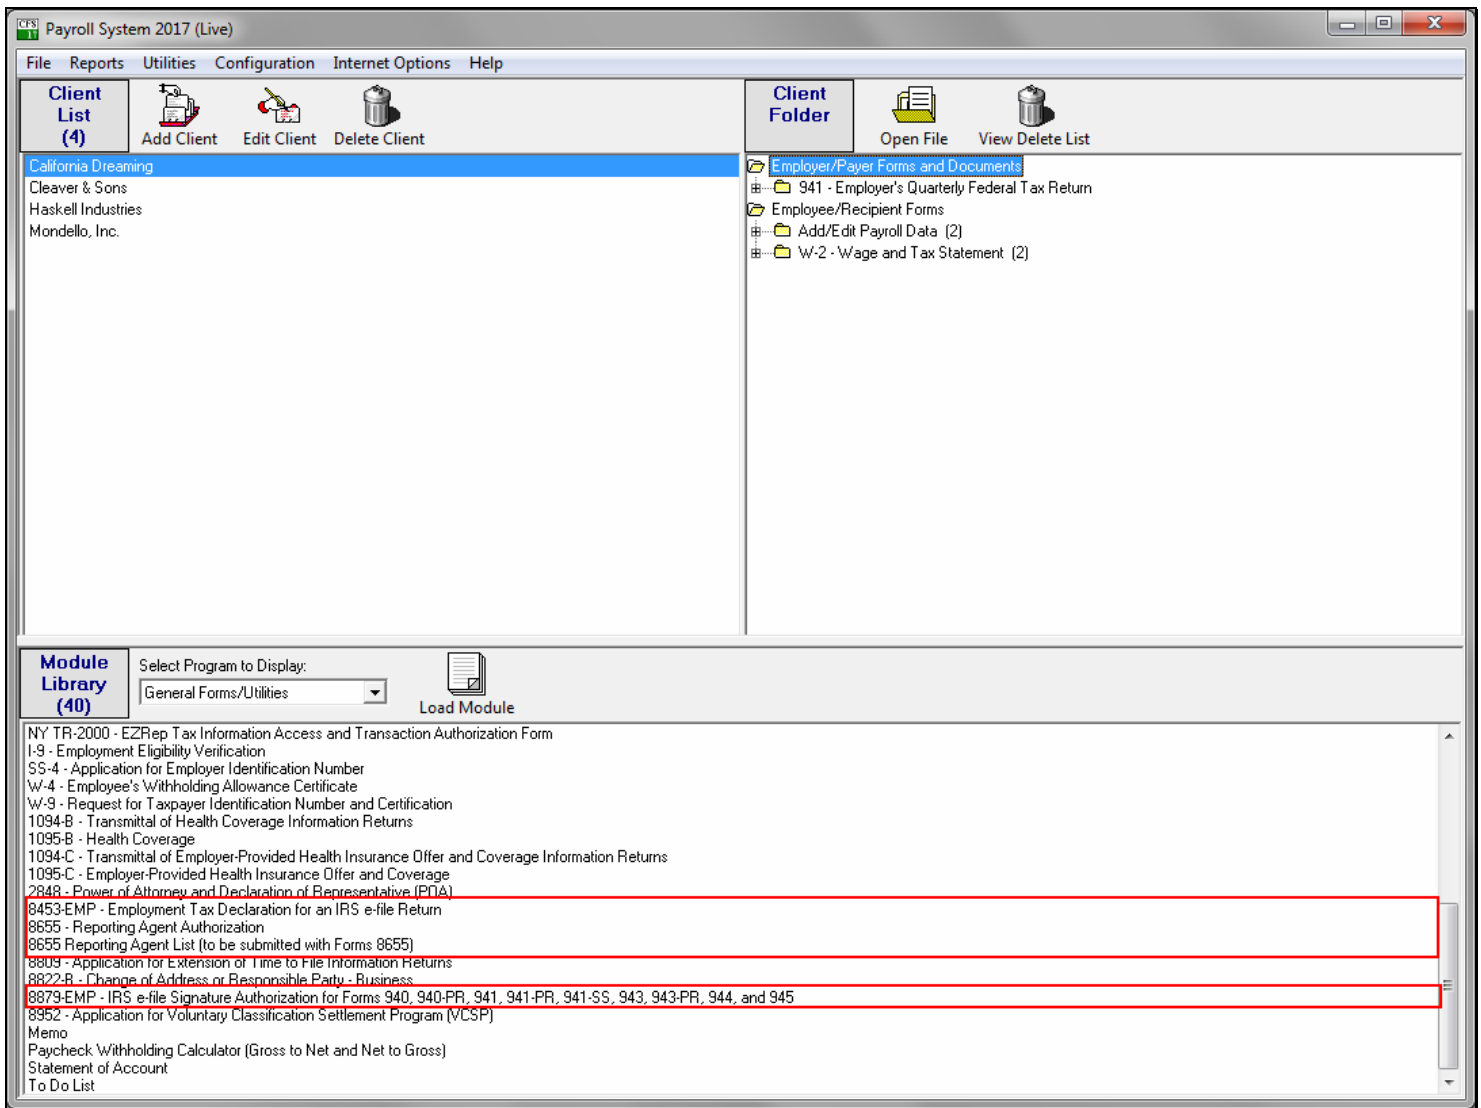 CFS
17
Payroll System 2017 (Live)
File Reports Utilities Configuration Internet Options Help
Client
List
(4)
Add Client Edit Client Delete Client
Client
Folder
Open File View Delete List
California Dreaming
Cleaver & Sons
Haskell Industries
Mondello, Inc.
Employer/Payer Forms and Documents
941 - Employer's Quarterly Federal Tax Return
Employee/Recipient Forms
Add/Edit Payroll Data (2)
W-2 - Wage and Tax Statement (2)
Module
Library
(40)
Select Program to Display:
General Forms/Utilities
Load Module
NY TR-2000 - EZRep Tax Information Access and Transaction Authorization Form
I-9 - Employment Eligibility Verification
SS-4 - Application for Employer Identification Number
W-4 - Employee's Withholding Allowance Certificate
W-9 - Request for Taxpayer Identification Number and Certification
1094-B - Transmittal of Health Coverage Information Returns
1095-B - Health Coverage
1094-C - Transmittal of Employer-Provided Health Insurance Offer and Coverage Information Returns
1095-C - Employer-Provided Health Insurance Offer and Coverage
2848 - Power of Attorney and Declaration of Representative (POA)
8453-EMP - Employment Tax Declaration for an IRS e-file Return
8655 - Reporting Agent Authorization
8655 Reporting Agent List (to be submitted with Forms 8655)
8809 - Application for Extension of Time to File Information Returns
8822-B - Change of Address or Responsible Party - Business
8879-EMP - IRS e-file Signature Authorization for Forms 940, 940-PR, 941, 941-PR, 941-SS, 943, 943-PR, 944, and 945
8952 - Application for Voluntary Classification Settlement Program (VCSP)
Memo
Paycheck Withholding Calculator (Gross to Net and Net to Gross)
Statement of Account
To Do List